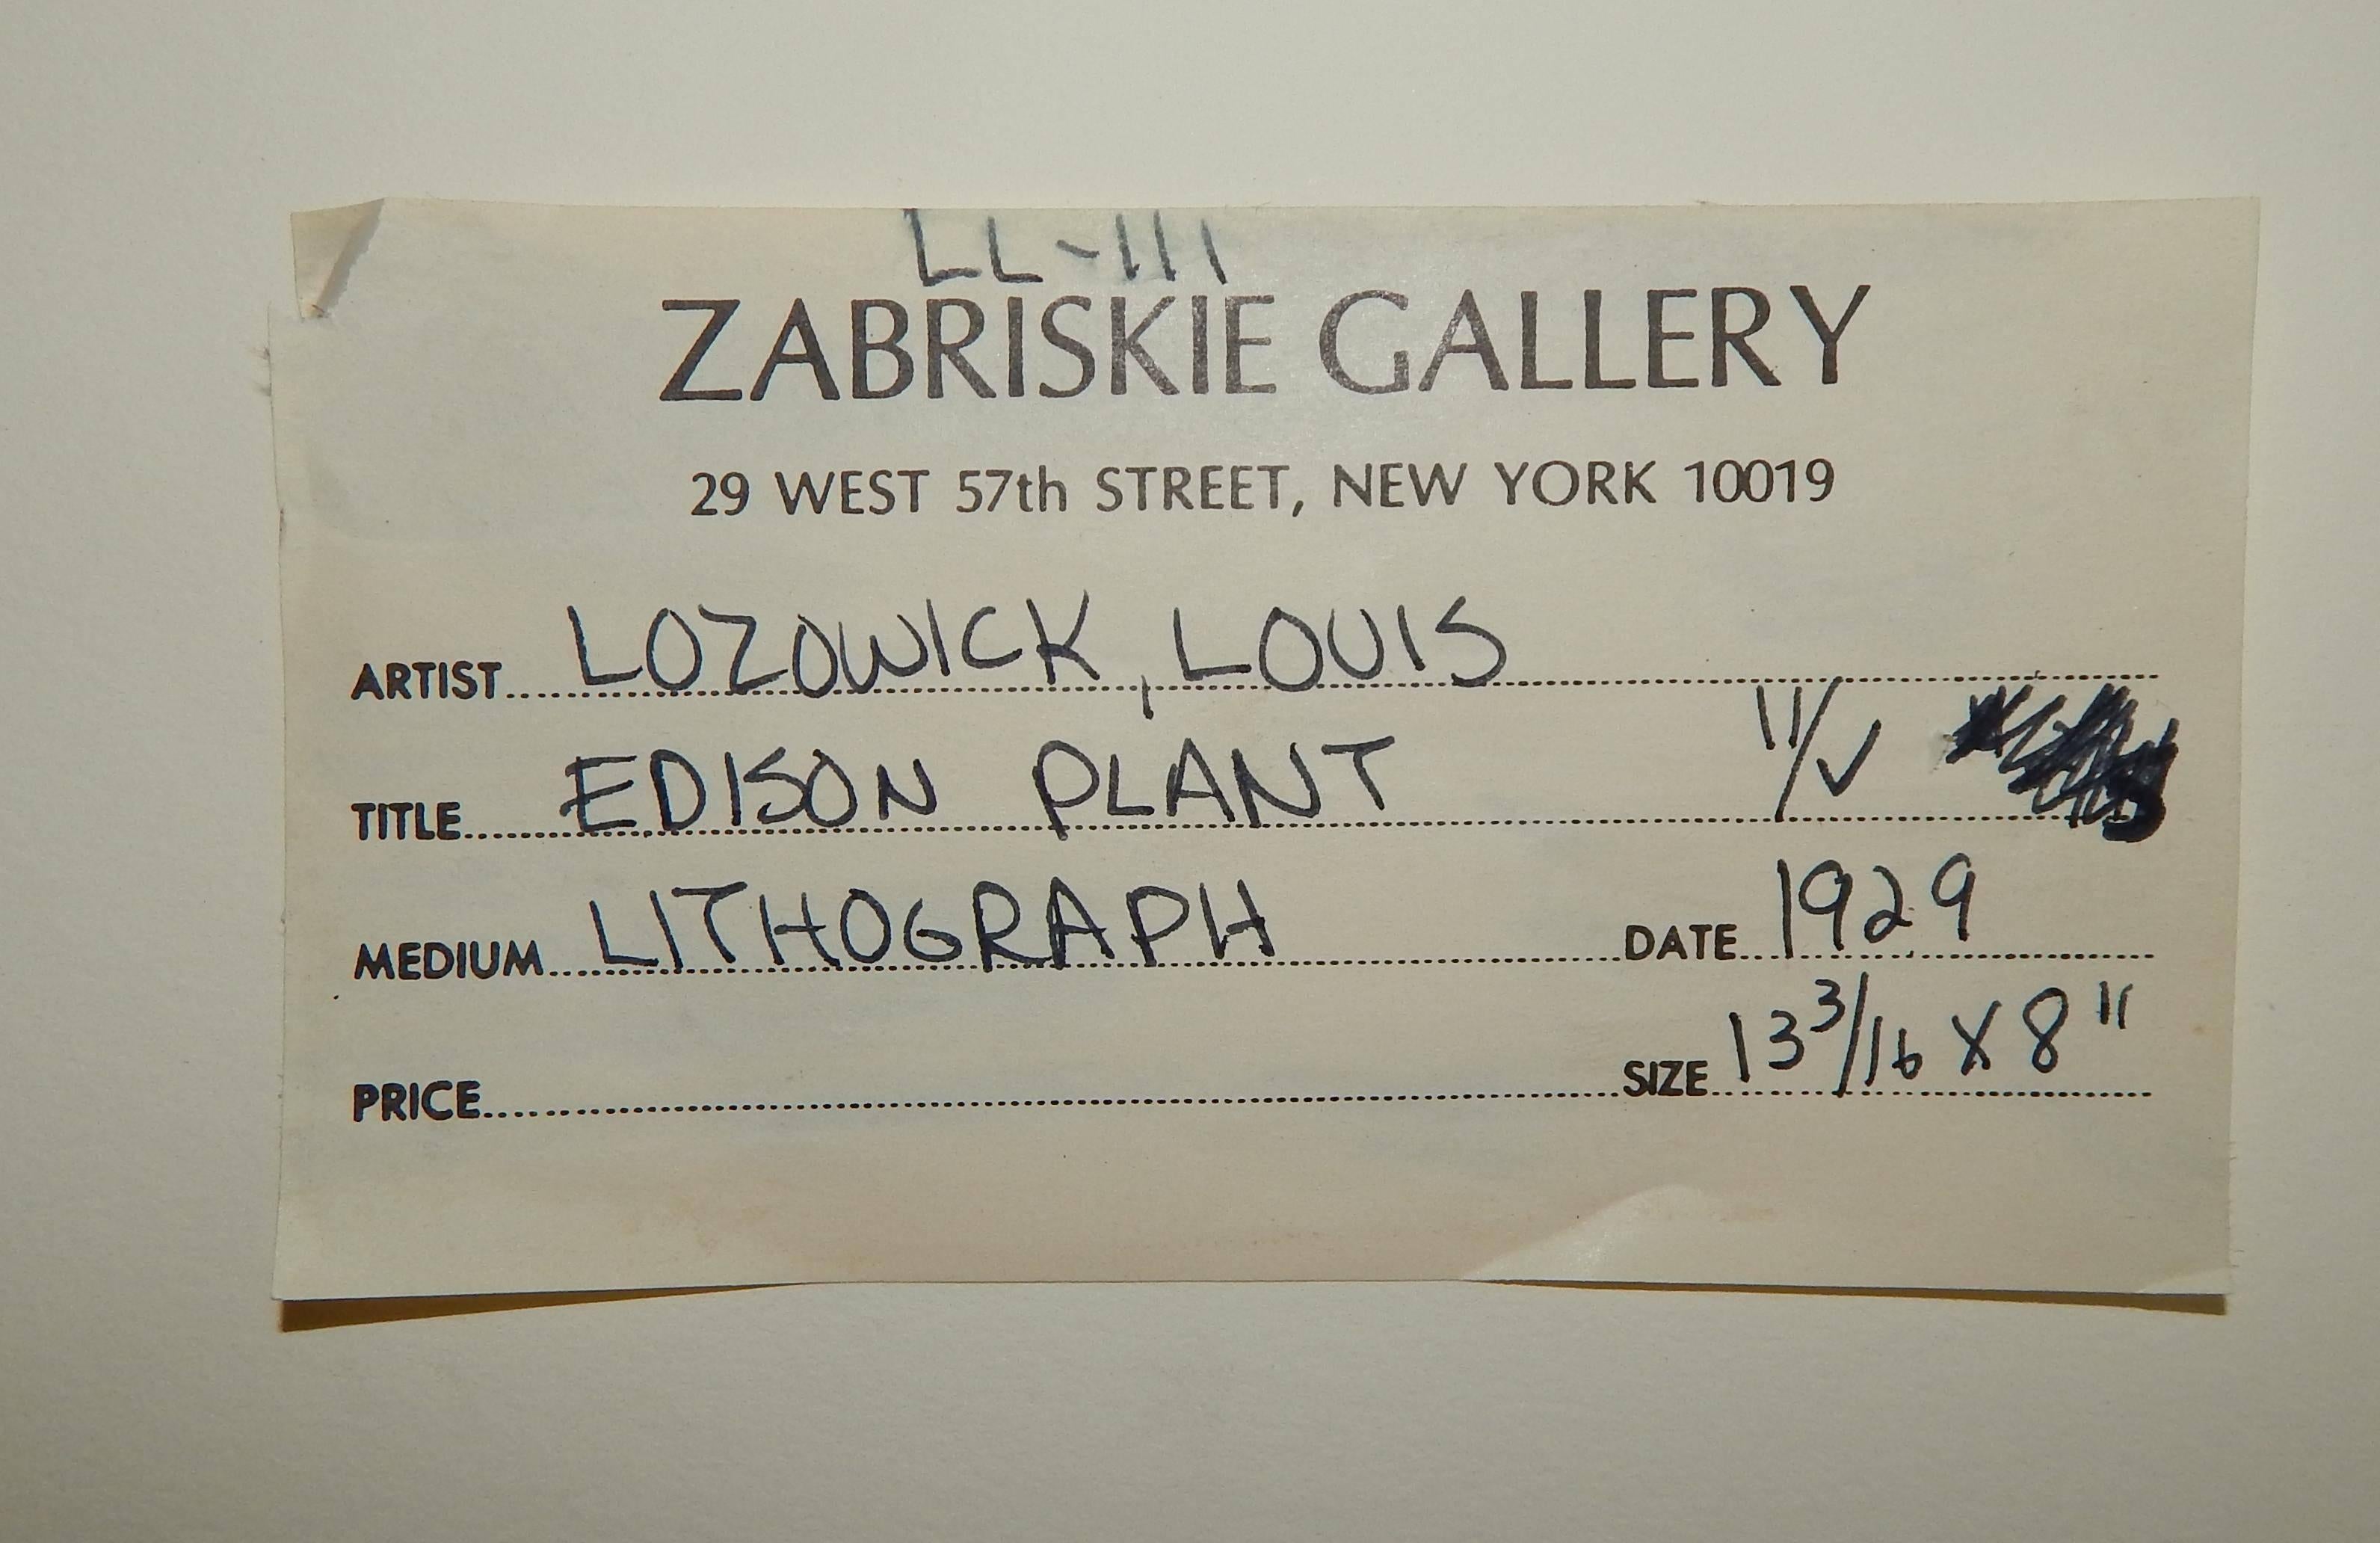 LL-111
ZABRISKIE GALLERY
29 WEST 57th STREET, NEW YORK 10019
ARTIST LOZOWICK, LOUIS
TITLE EDISON PLANT 11/✓
MEDIUM LITHOGRAPH DATE 1929
PRICE SIZE 13 3/16 X 8"